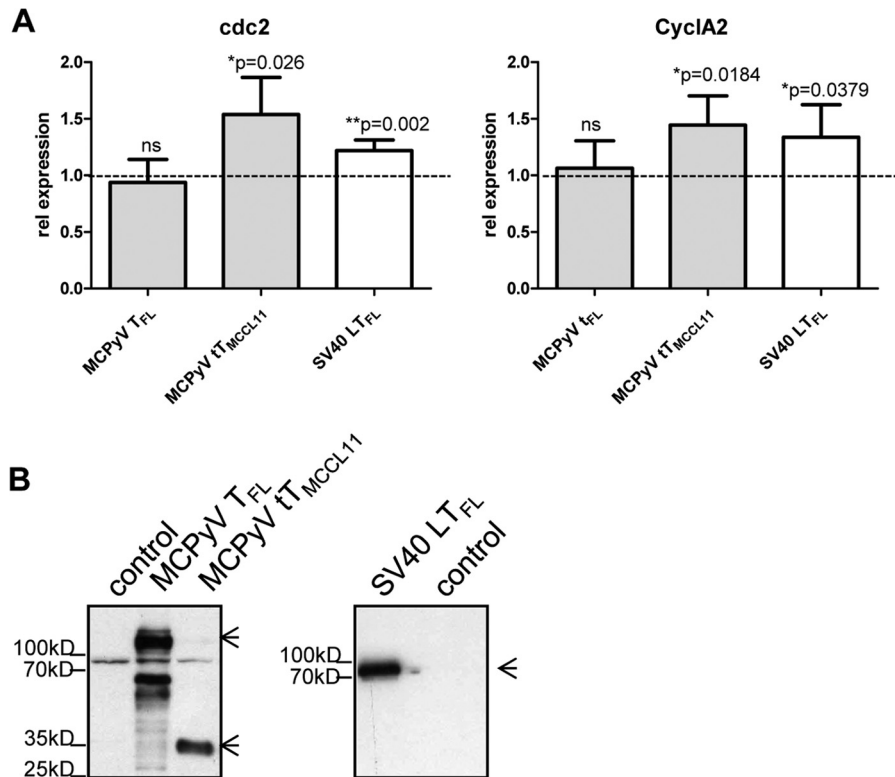 A
cdc2
rel expression
2.0
1.5
1.0
0.5
0.0
ns
*p=0.026
**p=0.002
MCPyV TFL
MCPyV tTMCCL11
SV40 LTFL
CyclA2
rel expression
2.0
1.5
1.0
0.5
0.0
ns
*p=0.0184
*p=0.0379
MCPyV tFL
MCPyV tTMCCL11
SV40 LTFL
B
control
MCPyV TFL
MCPyV tTMCCL11
100kD
70kD
35kD
25kD
SV40 LTFL
control
100kD
70kD